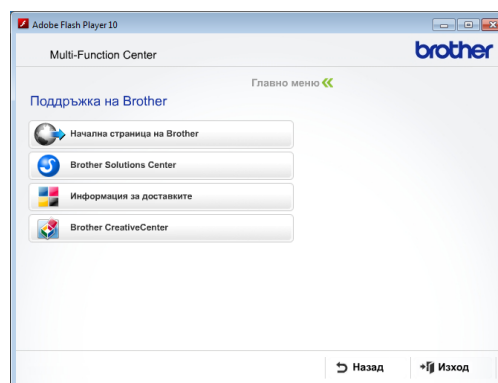 Adobe Flash Player 10
Multi-Function Center
brother
Главно меню
Поддръжка на Brother
Начална страница на Brother
Brother Solutions Center
Информация за доставките
Brother CreativeCenter
Назад
Изход